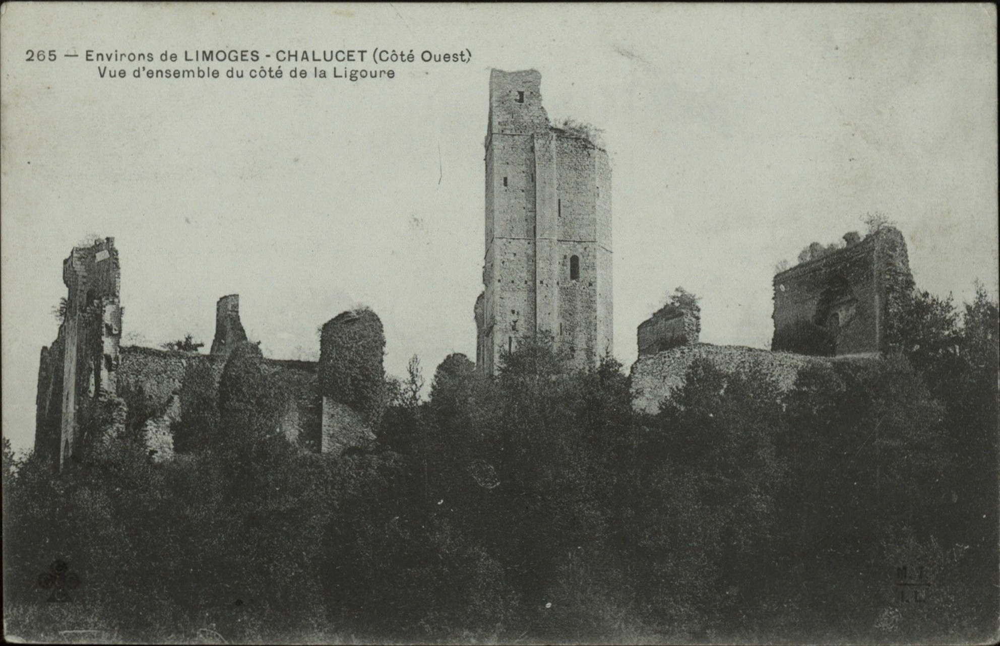 265 — Environs de LIMOGES - CHALUCET (Côté Ouest)
Vue d'ensemble du côté de la Ligoure
M. T.
I. L.